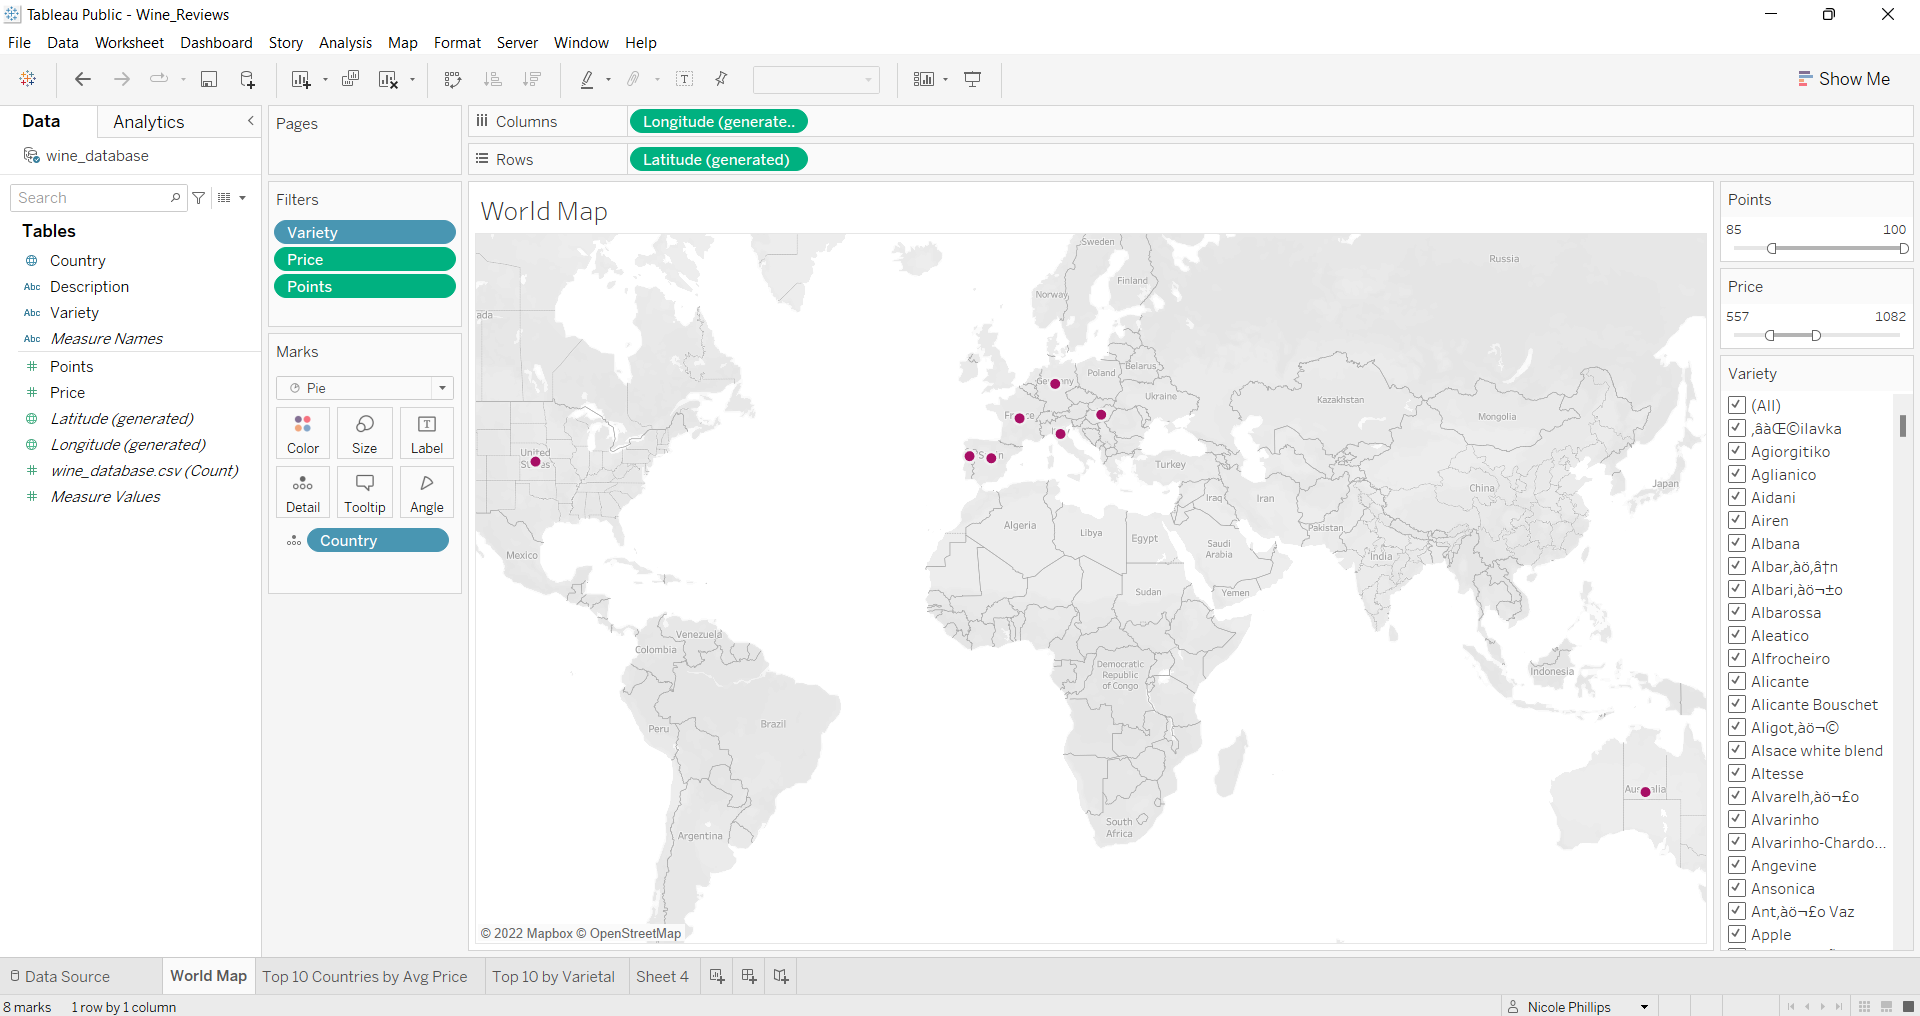 Tableau Public - Wine_Reviews
File Data Worksheet Dashboard Story Analysis Map Format Server Window Help
Show Me
Data
Analytics
wine_database
Search
Tables
Country
Abc Description
Abc Variety
Abc Measure Names
Points
Price
Latitude (generated)
Longitude (generated)
wine_database.csv (Count)
Measure Values
Pages
Filters
Variety
Price
Points
Marks
Pie
Color
Size
Label
Detail
Tooltip
Angle
Country
Columns
Longitude (generate..
Rows
Latitude (generated)
World Map
Sweden
Russia
Finland
Norway
ada
Poland
Belarus
Ukraine
Kazakhstan
Mongolia
United
Turkey
China
Japan
Iraq
Iran
Algeria
Libya
Egypt
Pakistan
Saudi
Arabia
Mexico
India
Sudan
Yemen
Venezuela
Colombia
Democratic
Republic
of Congo
Indonesia
Brazil
Peru
South
Africa
Argentina
© 2022 Mapbox © OpenStreetMap
Points
85 100
Price
557 1082
Variety
(All)
‚âàŒ©ilavka
Agiorgitiko
Aglianico
Aidani
Airen
Albana
Albar‚àö‚â†n
Albari‚àö¬±o
Albarossa
Aleatico
Alfrocheiro
Alicante
Alicante Bouschet
Aligot‚àö¬©
Alsace white blend
Altesse
Alvarelh‚àö¬£o
Alvarinho
Alvarinho-Chardo...
Angevine
Ansonica
Ant‚àö¬£o Vaz
Apple
Data Source
World Map
Top 10 Countries by Avg Price
Top 10 by Varietal
Sheet 4
8 marks 1 row by 1 column
Nicole Phillips